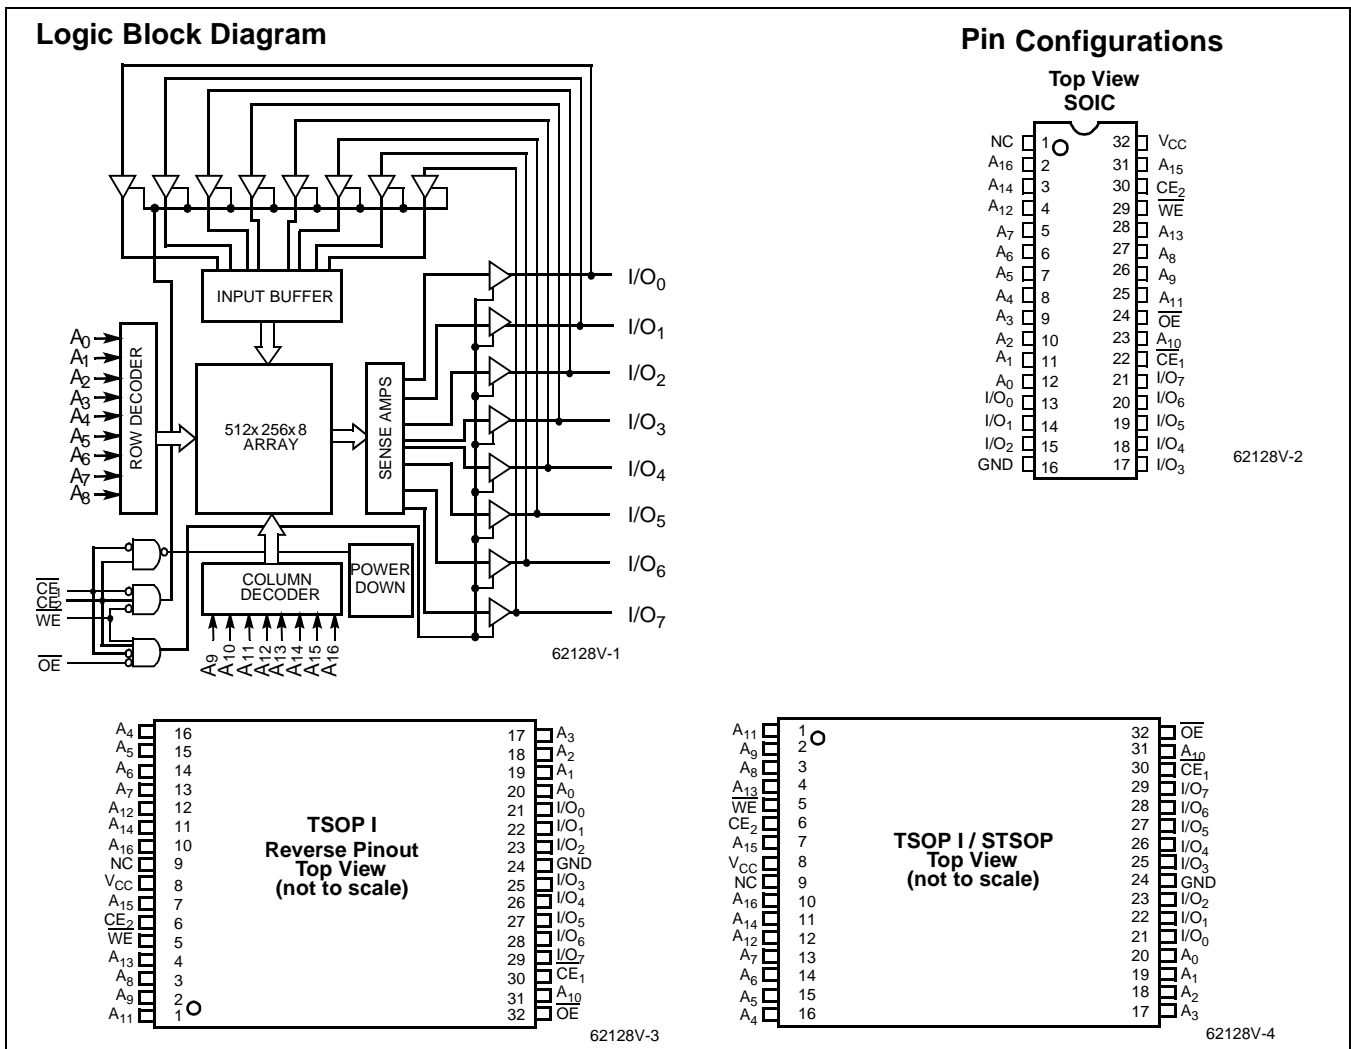 Logic Block Diagram
Pin Configurations
Top View
SOIC
NC 1 32 VCC
A16 2 31 A15
A14 3 30 CE2
A12 4 29 WE
A7 5 28 A13
A6 6 27 A8
A5 7 26 A9
A4 8 25 A11
A3 9 24 OE
A2 10 23 A10
A1 11 22 CE1
A0 12 21 I/O7
I/O0 13 20 I/O6
I/O1 14 19 I/O5
I/O2 15 18 I/O4
GND 16 17 I/O3
62128V-2
INPUT BUFFER
A0
A1
A2
A3
A4
A5
A6
A7
A8
ROW DECODER
512x256x8
ARRAY
SENSE AMPS
I/O0
I/O1
I/O2
I/O3
I/O4
I/O5
I/O6
I/O7
CE1
CE2
WE
OE
COLUMN
DECODER
POWER
DOWN
A9
A10
A11
A12
A13
A14
A15
A16
62128V-1
A4 16 17 A3
A5 15 18 A2
A6 14 19 A1
A7 13 20 A0
A12 12 21 I/O0
A14 11 22 I/O1
A16 10 23 I/O2
NC 9 24 GND
VCC 8 25 I/O3
A15 7 26 I/O4
CE2 6 27 I/O5
WE 5 28 I/O6
A13 4 29 I/O7
A8 3 30 CE1
A9 2 31 A10
A11 1 32 OE
TSOP I
Reverse Pinout
Top View
(not to scale)
62128V-3
A11 1 32 OE
A9 2 31 A10
A8 3 30 CE1
A13 4 29 I/O7
WE 5 28 I/O6
CE2 6 27 I/O5
A15 7 26 I/O4
VCC 8 25 I/O3
NC 9 24 GND
A16 10 23 I/O2
A14 11 22 I/O1
A12 12 21 I/O0
A7 13 20 A0
A6 14 19 A1
A5 15 18 A2
A4 16 17 A3
TSOP I / STSOP
Top View
(not to scale)
62128V-4